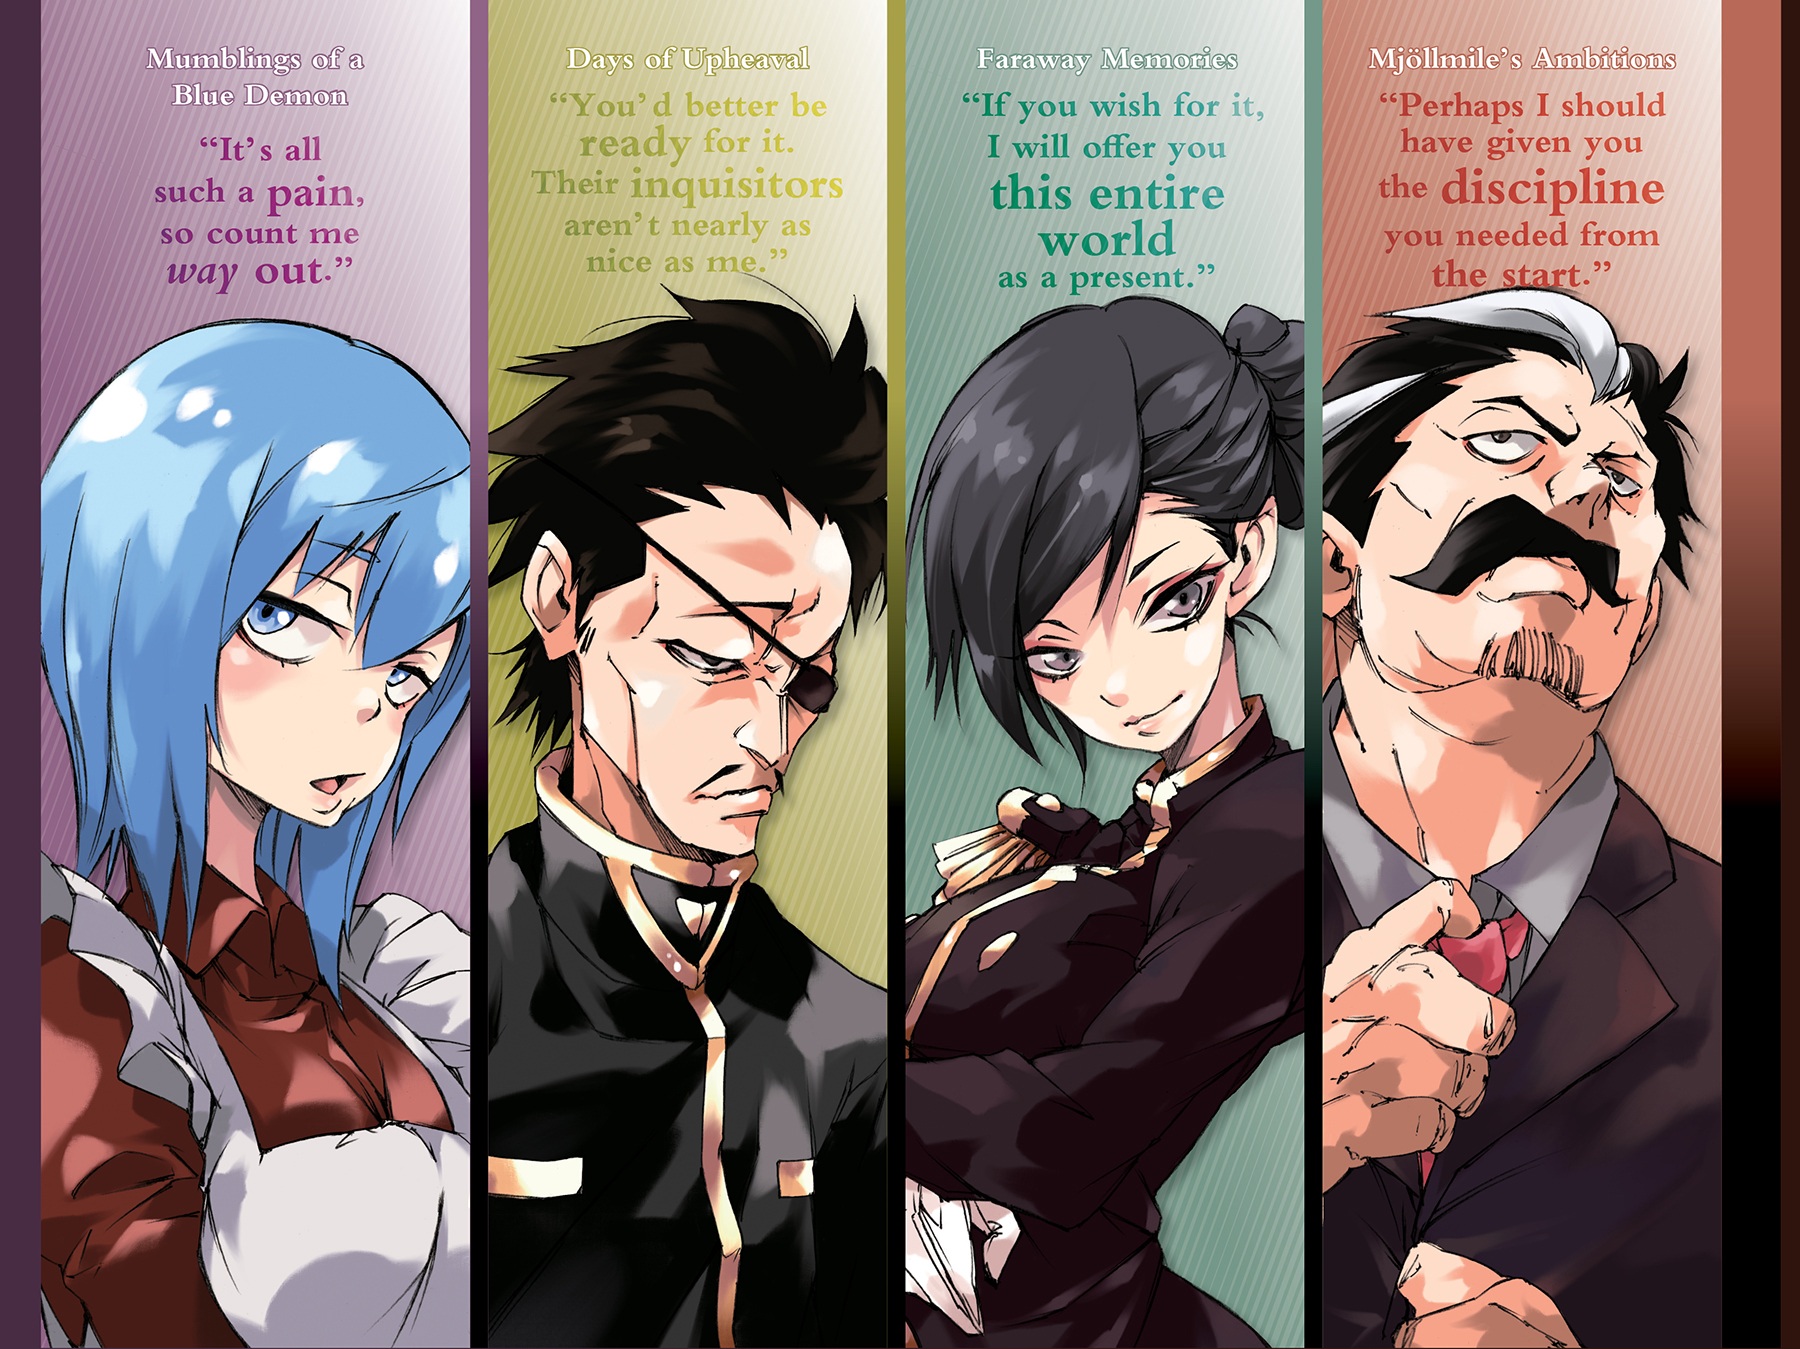 Mumblings of a
Blue Demon
“It’s all
such a pain,
so count me
way out.”
Days of Upheaval
“You’d better be
ready for it.
Their inquisitors
aren’t nearly as
nice as me.”
Faraway Memories
“If you wish for it,
I will offer you
this entire
world
as a present.”
Mjöllmile’s Ambitions
“Perhaps I should
have given you
the discipline
you needed from
the start.”